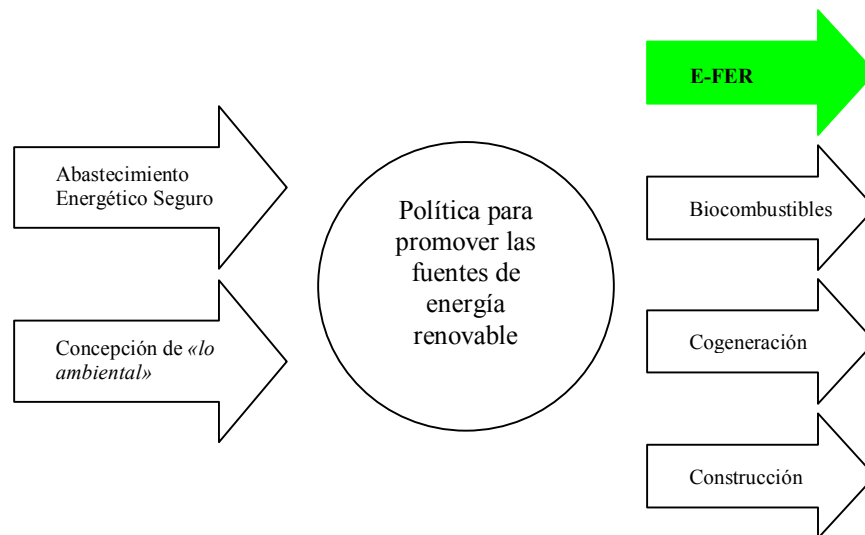 Abastecimiento
Energético Seguro
Concepción de «lo
ambiental»
Política para
promover las
fuentes de
energía
renovable
E-FER
Biocombustibles
Cogeneración
Construcción